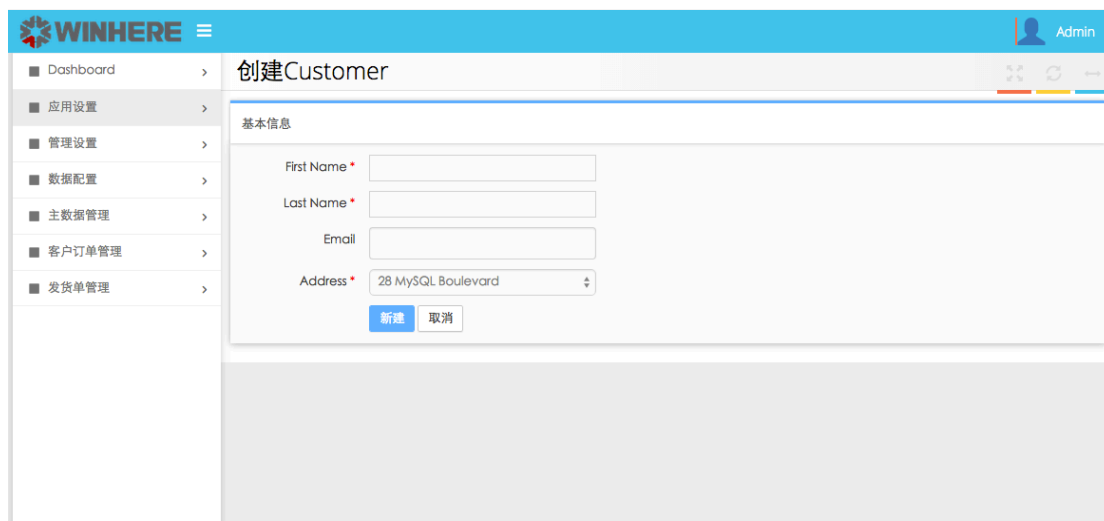 WINHERE
Admin
Dashboard
应用设置
管理设置
数据配置
主数据管理
客户订单管理
发货单管理
创建Customer
基本信息
First Name *
Last Name *
Email
Address * 28 MySQL Boulevard
新建 取消